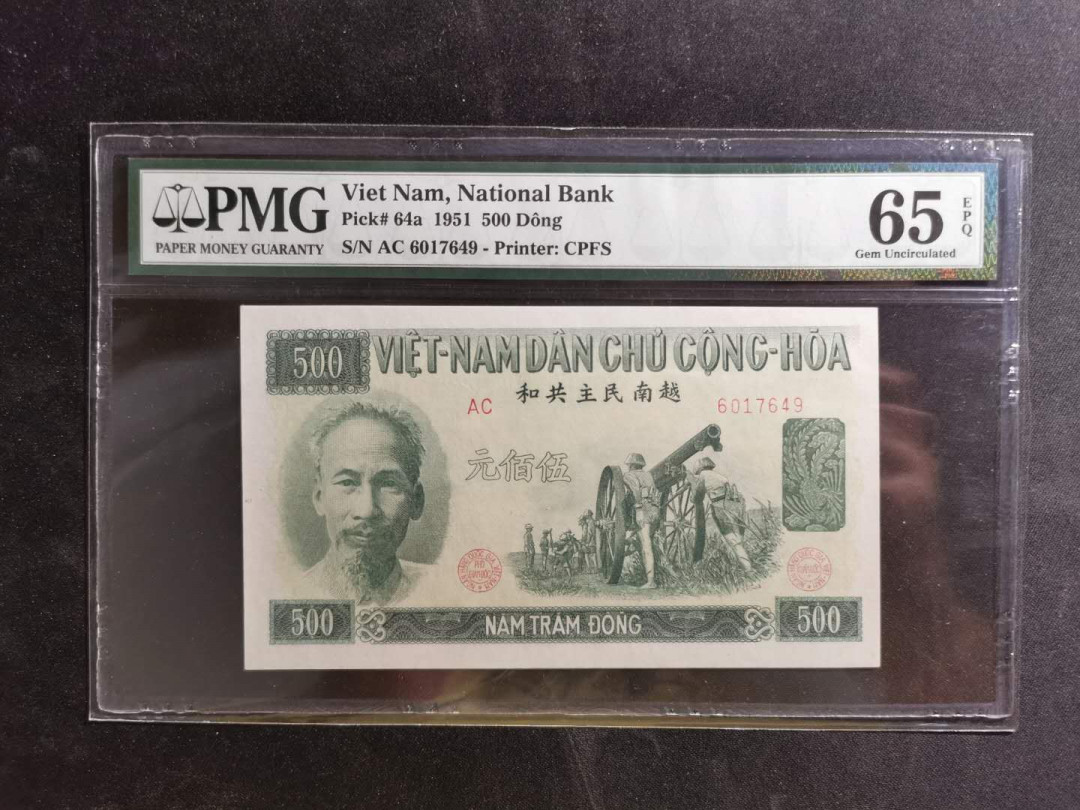 PMG
PAPER MONEY GUARANTY
Viet Nam, National Bank
Pick# 64a 1951 500 Dông
S/N AC 6017649 - Printer: CPFS
65
EPQ
Gem Uncirculated
500
VIỆT-NAM DÂN CHỦ CỘNG-HÒA
和共主民南越
AC
6017649
元佰伍
500
NĂM TRĂM ĐỒNG
500